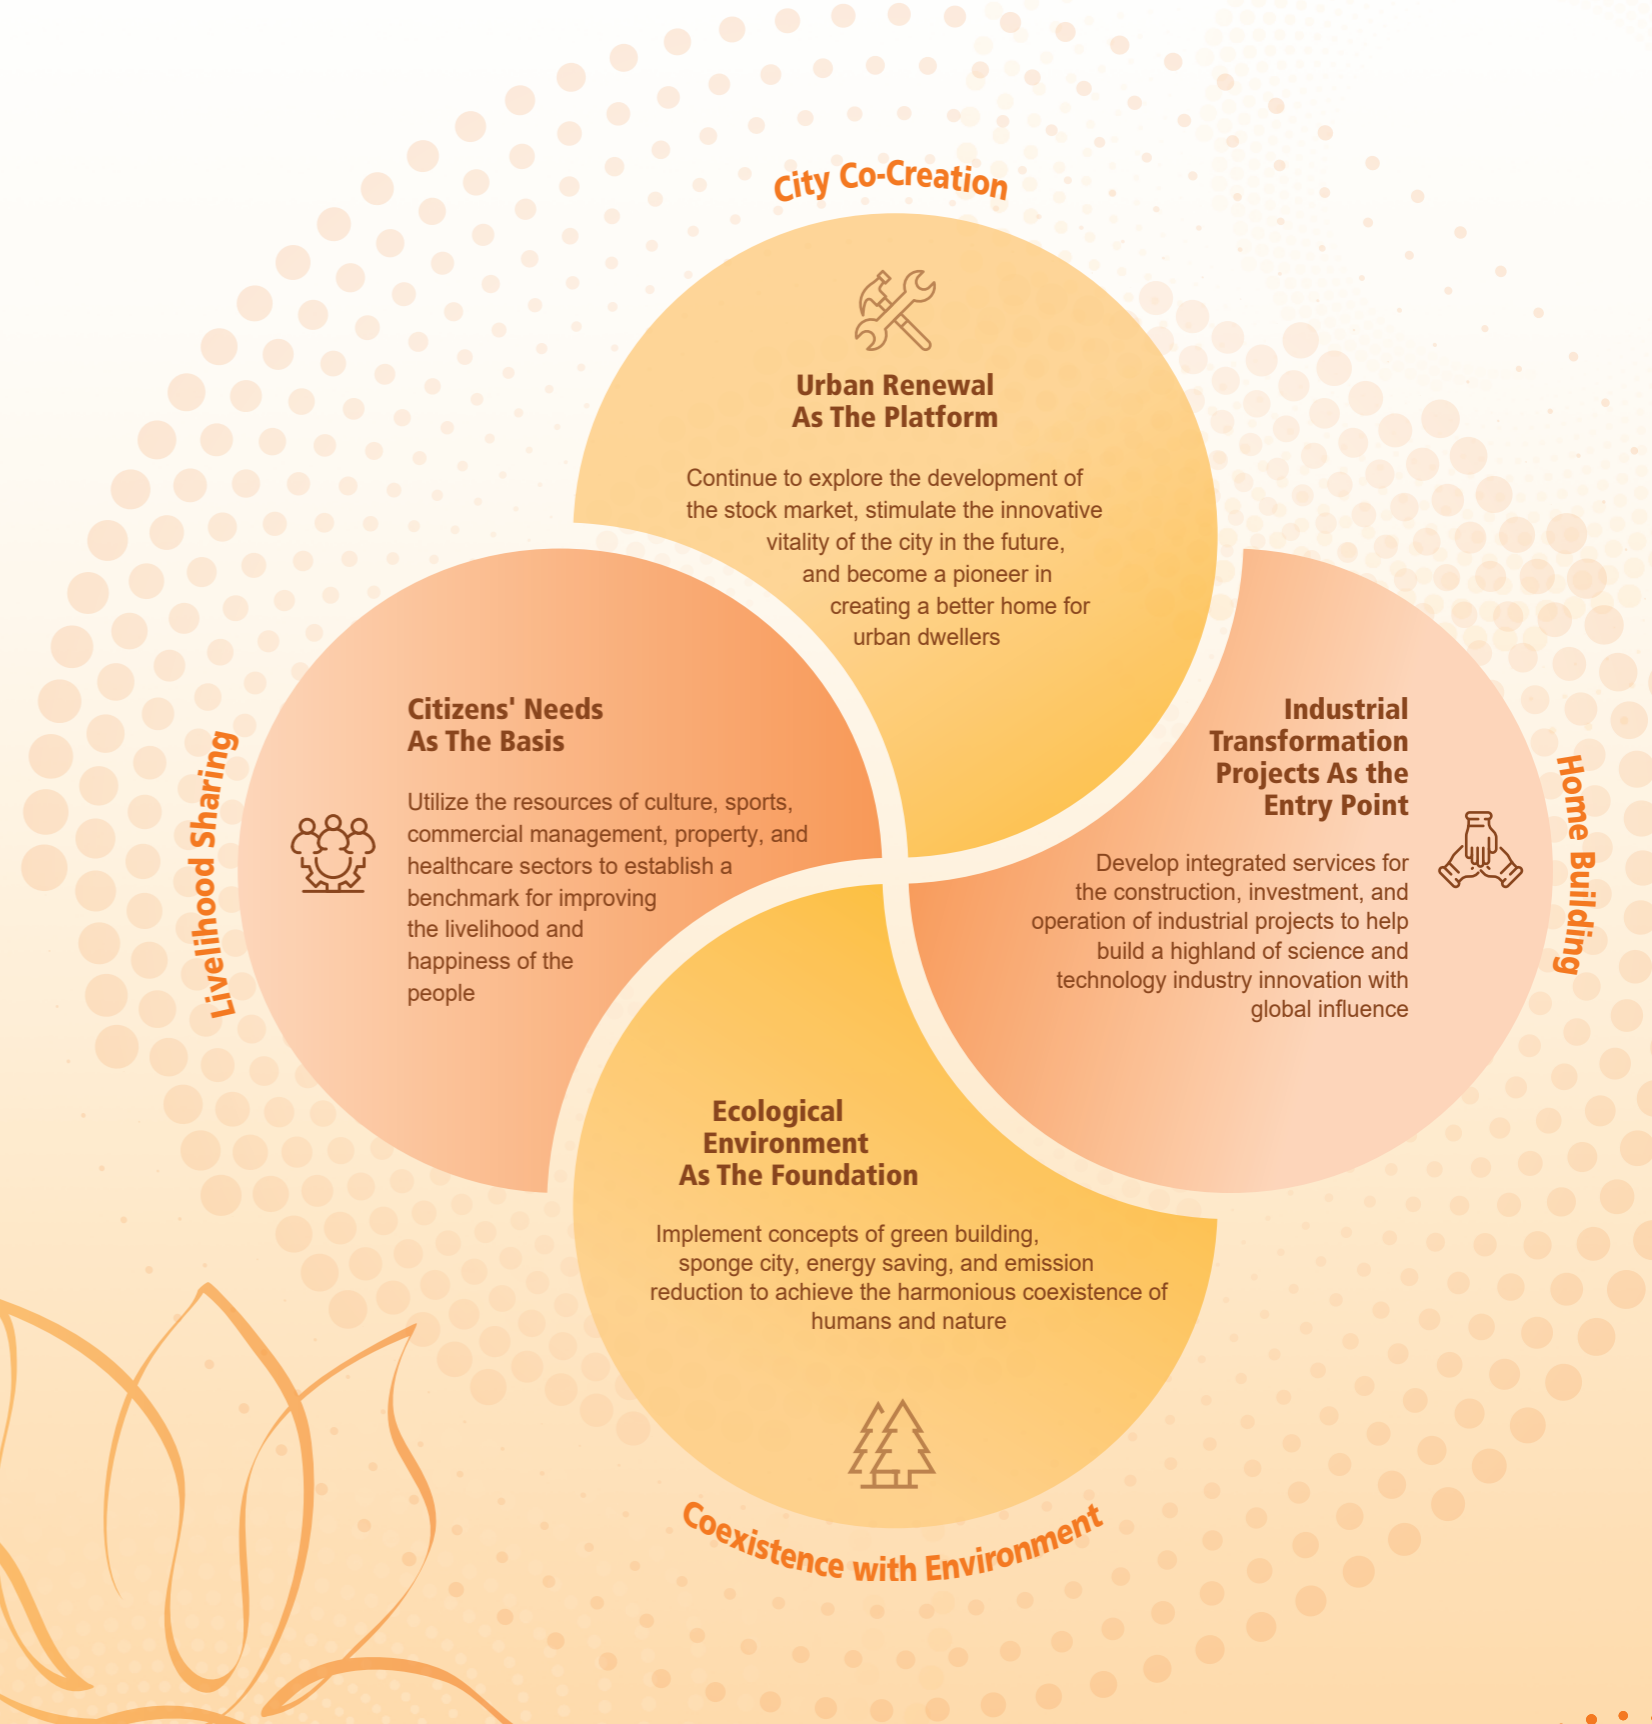 City Co-Creation
Urban Renewal
As The Platform
Continue to explore the development of
the stock market, stimulate the innovative
vitality of the city in the future,
and become a pioneer in
creating a better home for
urban dwellers
Livelihood Sharing
Citizens' Needs
As The Basis
Utilize the resources of culture, sports,
commercial management, property, and
healthcare sectors to establish a
benchmark for improving
the livelihood and
happiness of the
people
Industrial
Transformation
Projects As the
Entry Point
Develop integrated services for
the construction, investment, and
operation of industrial projects to help
build a highland of science and
technology industry innovation with
global influence
Home Building
Ecological
Environment
As The Foundation
Implement concepts of green building,
sponge city, energy saving, and emission
reduction to achieve the harmonious coexistence of
humans and nature
Coexistence with Environment